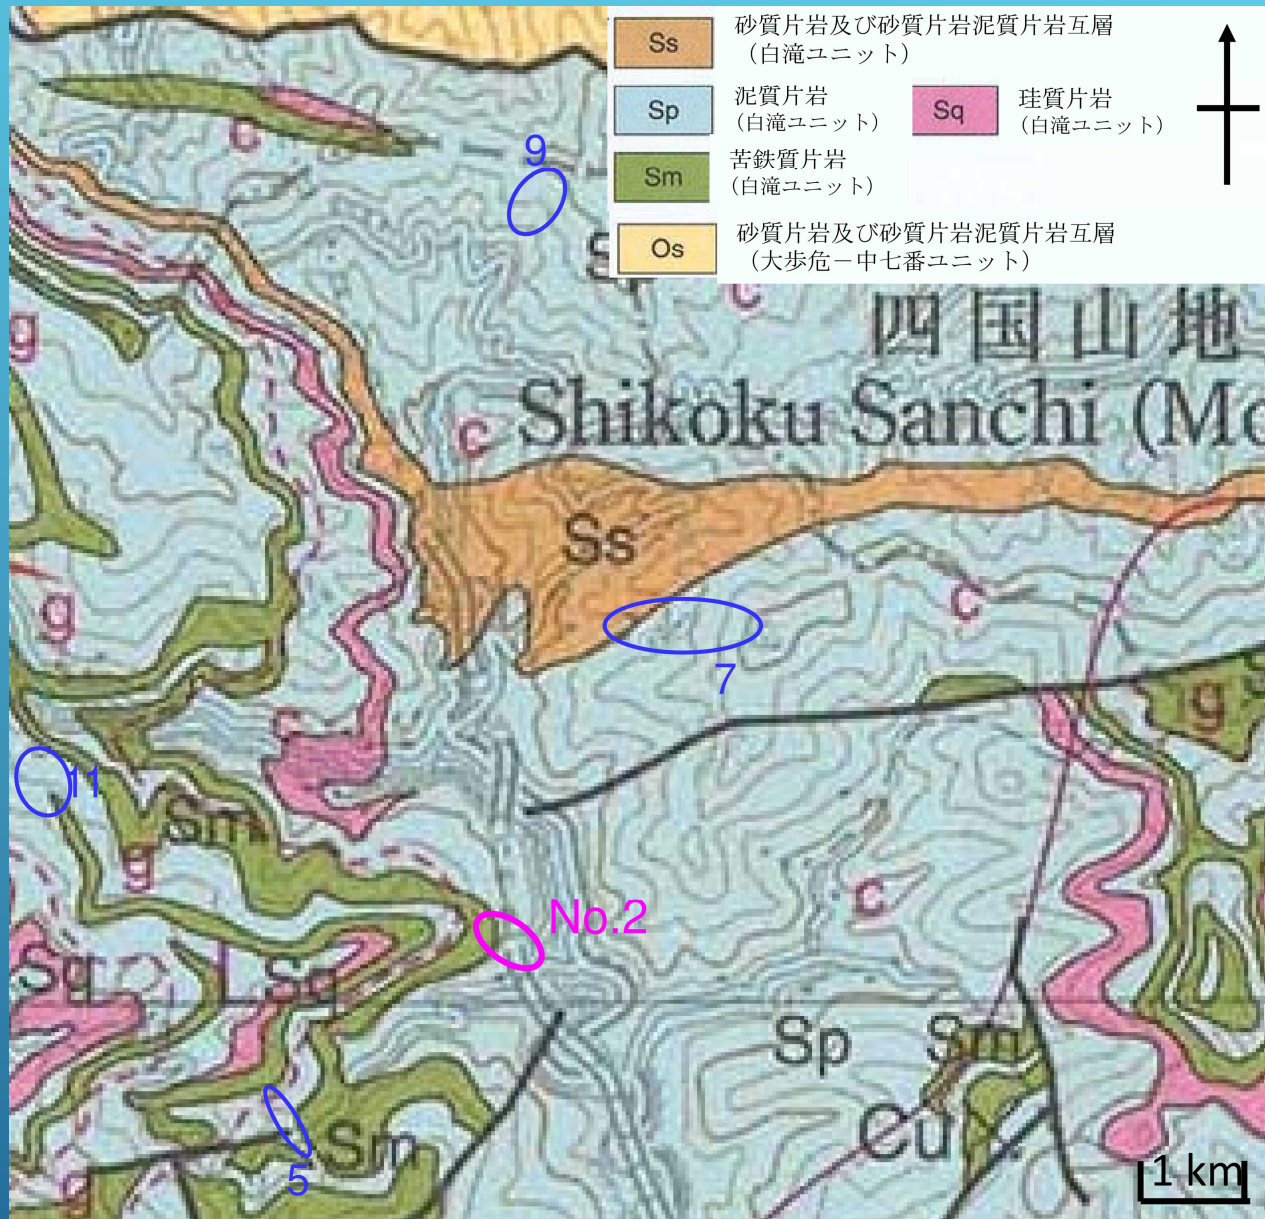 Ss
砂質片岩及び砂質片岩泥質片岩互層
（白滝ユニット）
Sp
泥質片岩
（白滝ユニット）
Sq
珪質片岩
（白滝ユニット）
Sm
苦鉄質片岩
（白滝ユニット）
Os
砂質片岩及び砂質片岩泥質片岩互層
（大歩危－中七番ユニット）
c
9
c
g
四国山地
Shikoku Sanchi (Mo
c
Ss
g
c
7
g
c
11
Sm
g
c
No.2
Sq
Sq
Sp
Sm
Cu
Sm
5
g
1 km